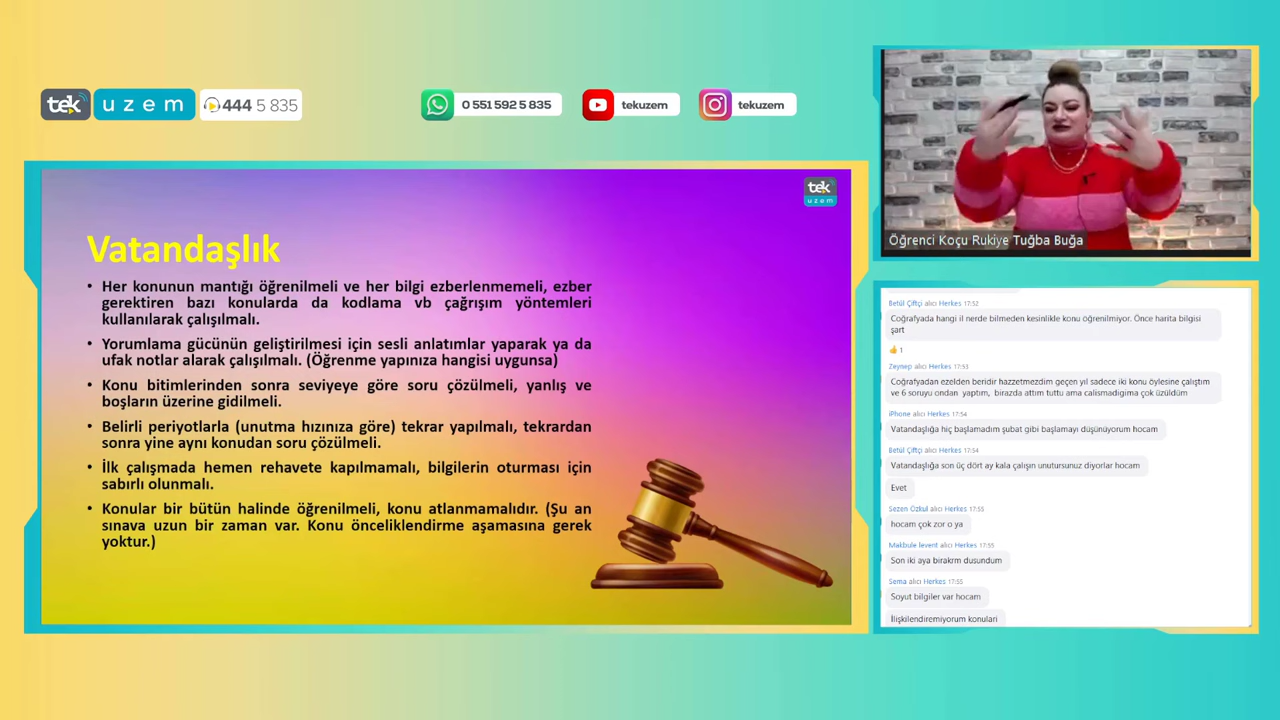 tek uzem 444 5 835
0 551 592 5 835
tekuzem
tekuzem
tek
uzem
Vatandaşlık
• Her konunun mantığı öğrenilmeli ve her bilgi ezberlenmemeli, ezber
gerektiren bazı konularda da kodlama vb çağrışım yöntemleri
kullanılarak çalışılmalı.
• Yorumlama gücünün geliştirilmesi için sesli anlatımlar yaparak ya da
ufak notlar alarak çalışılmalı. (Öğrenme yapınıza hangisi uygunsa)
• Konu bitimlerinden sonra seviyeye göre soru çözülmeli, yanlış ve
boşların üzerine gidilmeli.
• Belirli periyotlarla (unutma hızınıza göre) tekrar yapılmalı, tekrardan
sonra yine aynı konudan soru çözülmeli.
• İlk çalışmada hemen rehavete kapılmamalı, bilgilerin oturması için
sabırlı olunmalı.
• Konular bir bütün halinde öğrenilmeli, konu atlanmamalıdır. (Şu an
sınava uzun bir zaman var. Konu önceliklendirme aşamasına gerek
yoktur.)
Öğrenci Koçu Rukiye Tuğba Buğa
Betül Çiftçi alıcı Herkes 17:52
Coğrafyada hangi il nerde bilmeden kesinlikle konu öğrenilmiyor. Önce harita bilgisi
şart
👍 1
Zeynep alıcı Herkes 17:53
Coğrafyadan ezelden beridir hazzetmezdim geçen yıl sadece iki konu öylesine çalıştım
ve 6 soruyu ondan yaptım, birazda attım tuttu ama calismadigima çok üzüldüm
iPhone alıcı Herkes 17:54
Vatandaşlığa hiç başlamadım şubat gibi başlamayı düşünüyorum hocam
Betül Çiftçi alıcı Herkes 17:54
Vatandaşlığa son üç dört ay kala çalışın unutursunuz diyorlar hocam
Evet
Sezen Özkul alıcı Herkes 17:55
hocam çok zor o ya
Makbule levent alıcı Herkes 17:55
Son iki aya birakrm dusundum
Sema alıcı Herkes 17:55
Soyut bilgiler var hocam
İlişkilendiremiyorum konulari